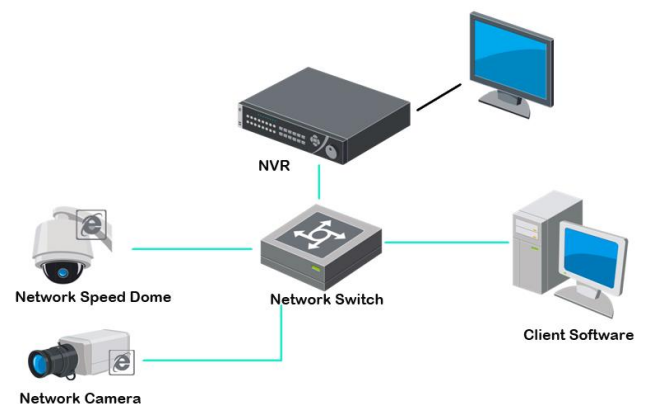 NVR
Network Speed Dome
Network Switch
Client Software
Network Camera